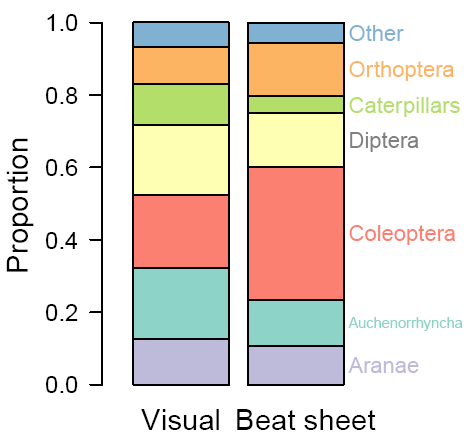 1.0
0.8
0.6
0.4
0.2
0.0
Proportion
Other
Orthoptera
Caterpillars
Diptera
Coleoptera
Auchenorrhyncha
Aranae
Visual Beat sheet